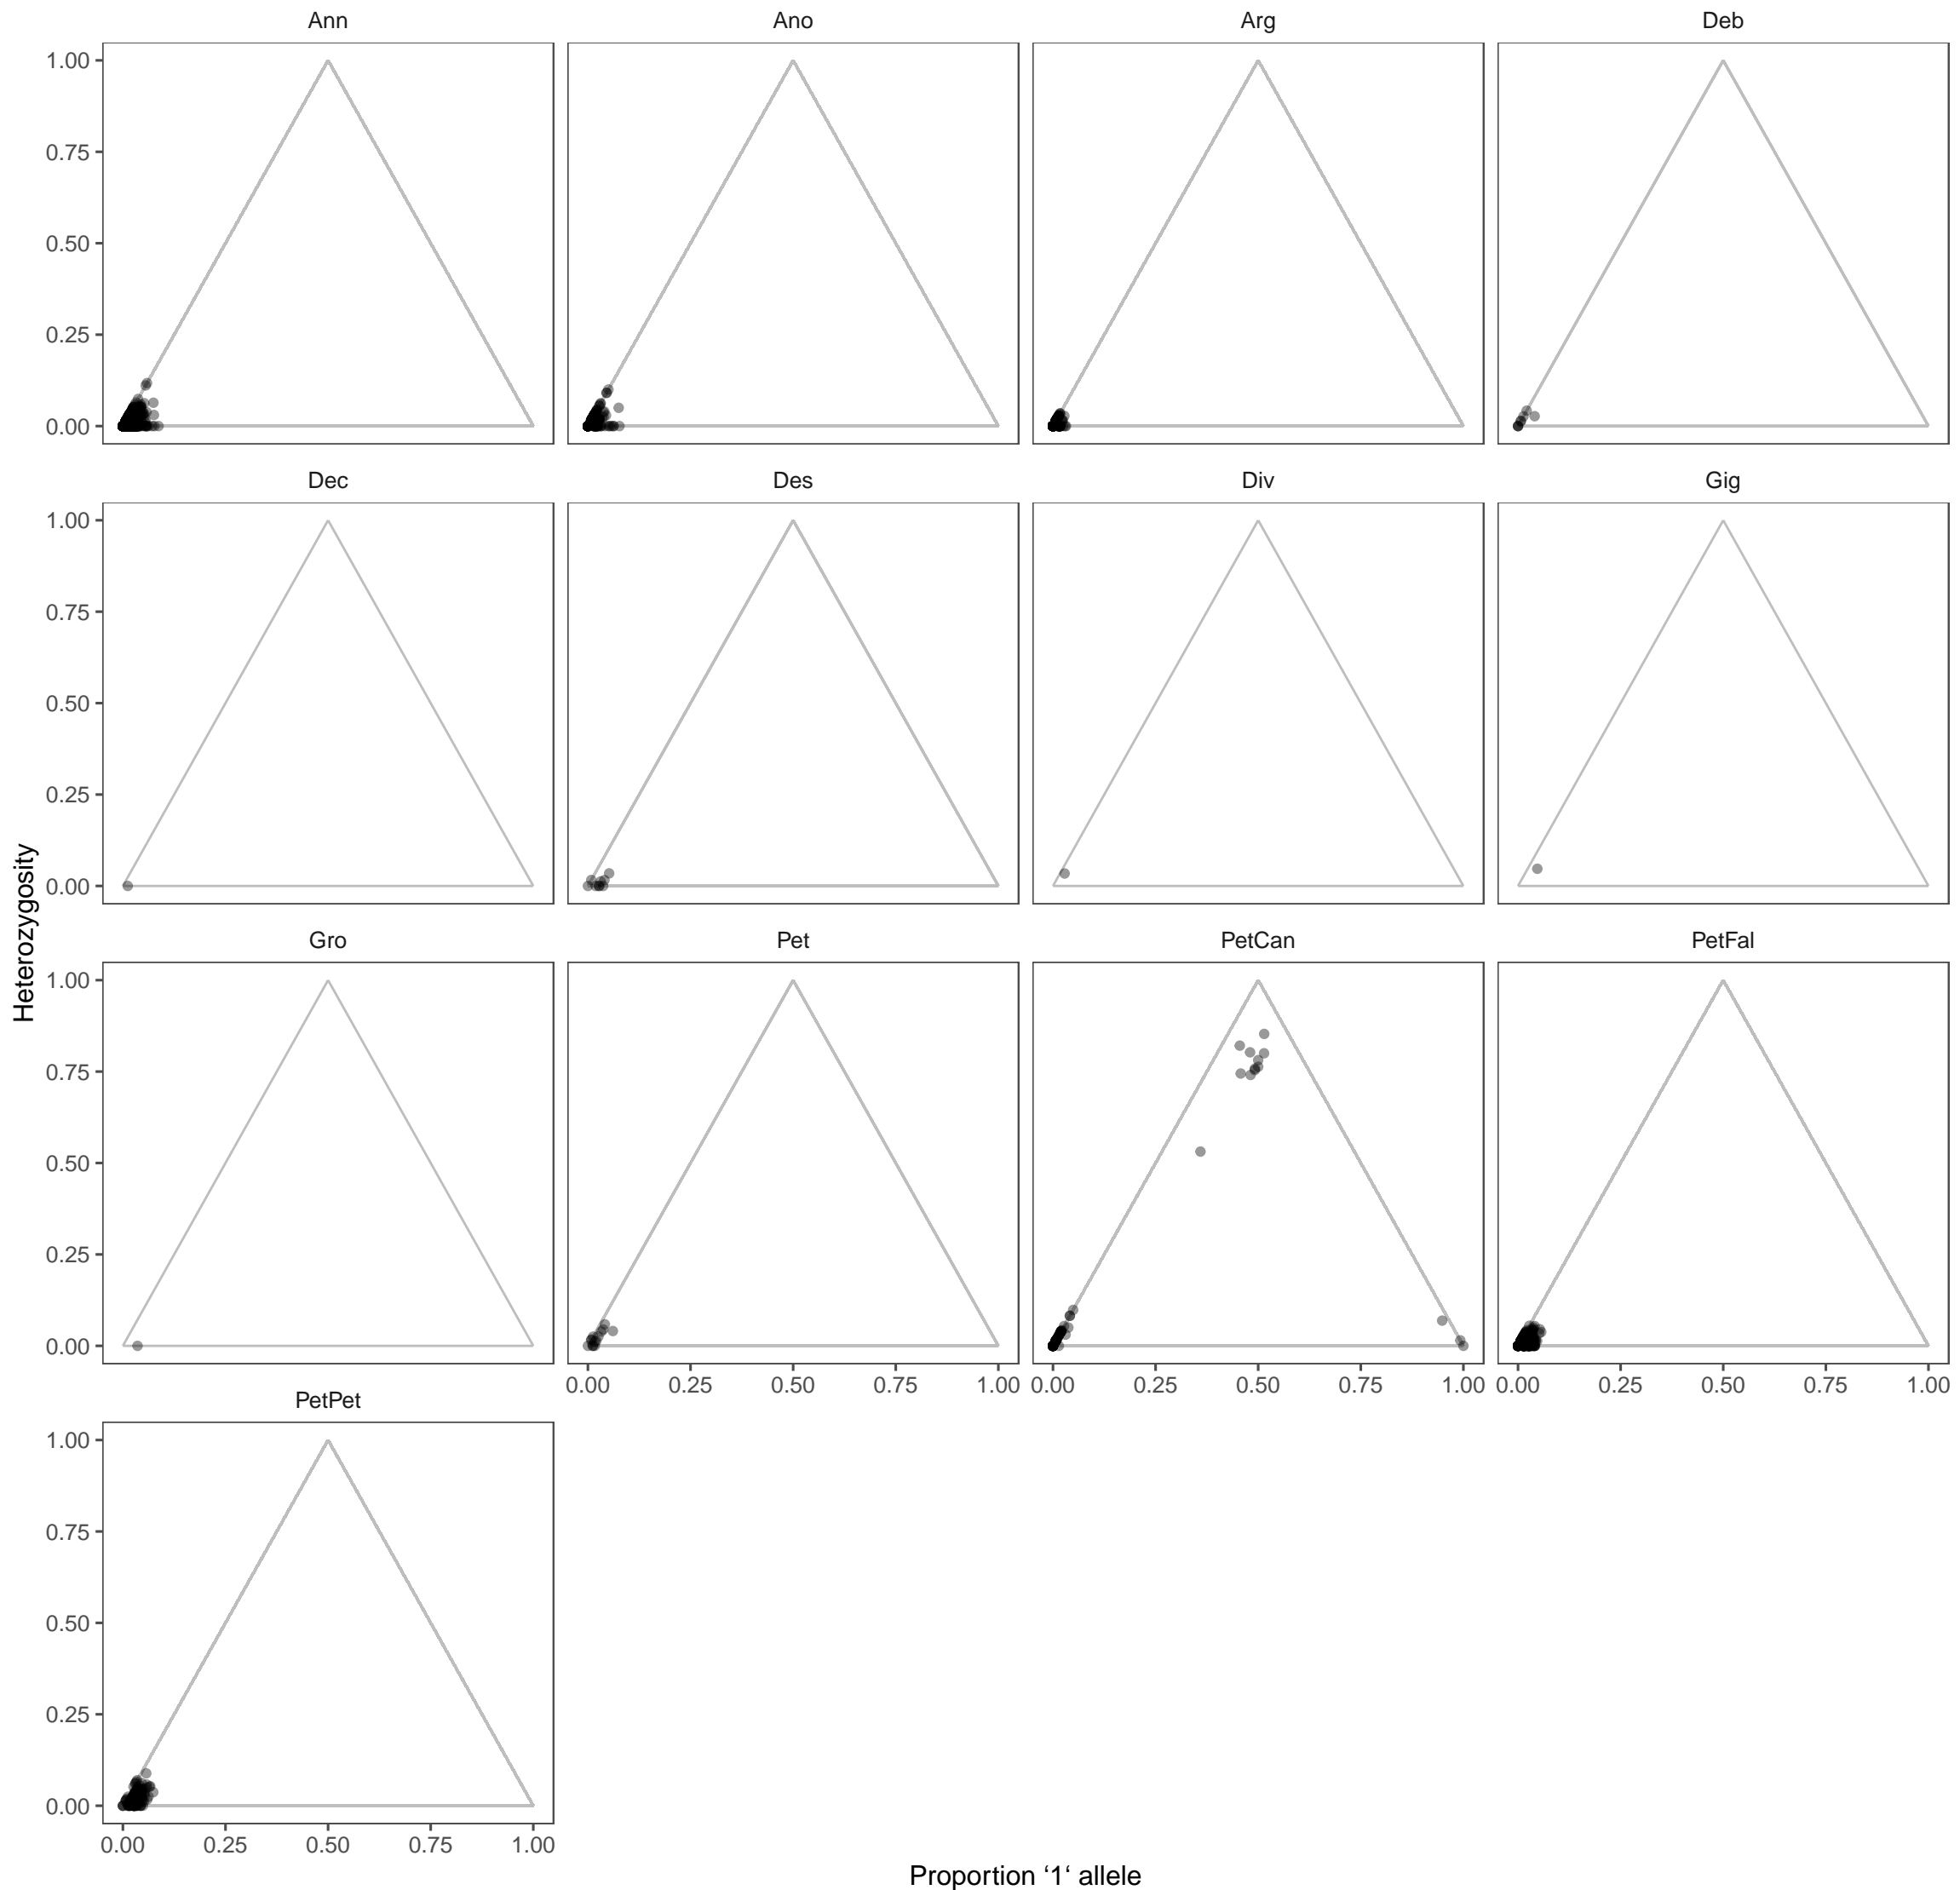 Ann Ano Arg Deb
1.00
0.75
0.50
0.25
0.00
Dec Des Div Gig
1.00
0.75
0.50
0.25
0.00
Heterozygosity
Gro Pet PetCan PetFal
1.00
0.75
0.50
0.25
0.00
0.00 0.25 0.50 0.75 1.00 0.00 0.25 0.50 0.75 1.00 0.00 0.25 0.50 0.75 1.00
PetPet
1.00
0.75
0.50
0.25
0.00
0.00 0.25 0.50 0.75 1.00
Proportion ‘1‘ allele